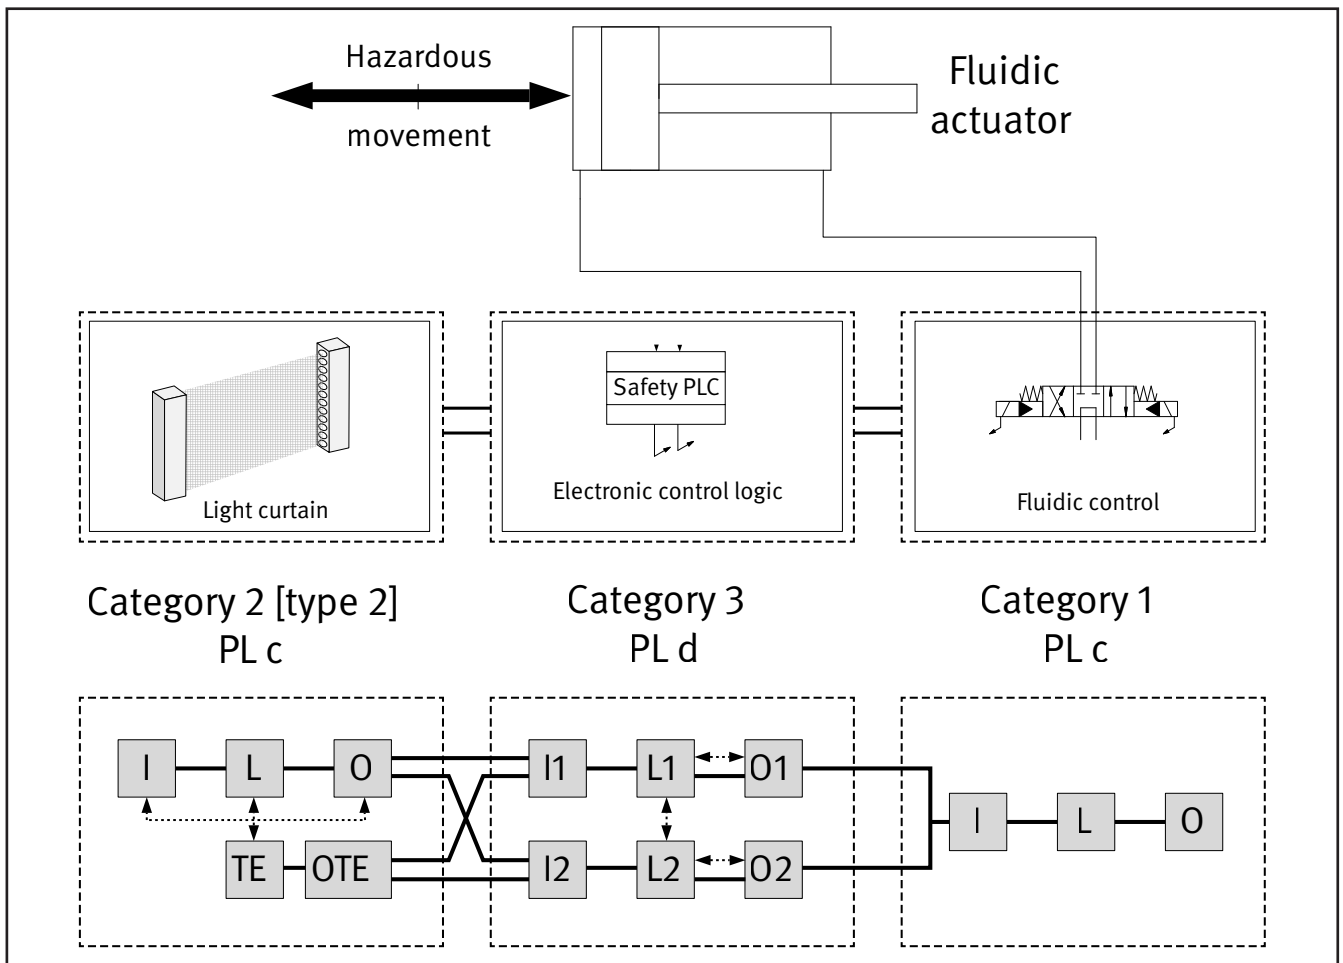 Hazardous
movement
Fluidic
actuator
Light curtain
Safety PLC
Electronic control logic
Fluidic control
Category 2 [type 2]
PL c
Category 3
PL d
Category 1
PL c
I
L
O
TE
OTE
I1
L1
O1
I2
L2
O2
I
L
O